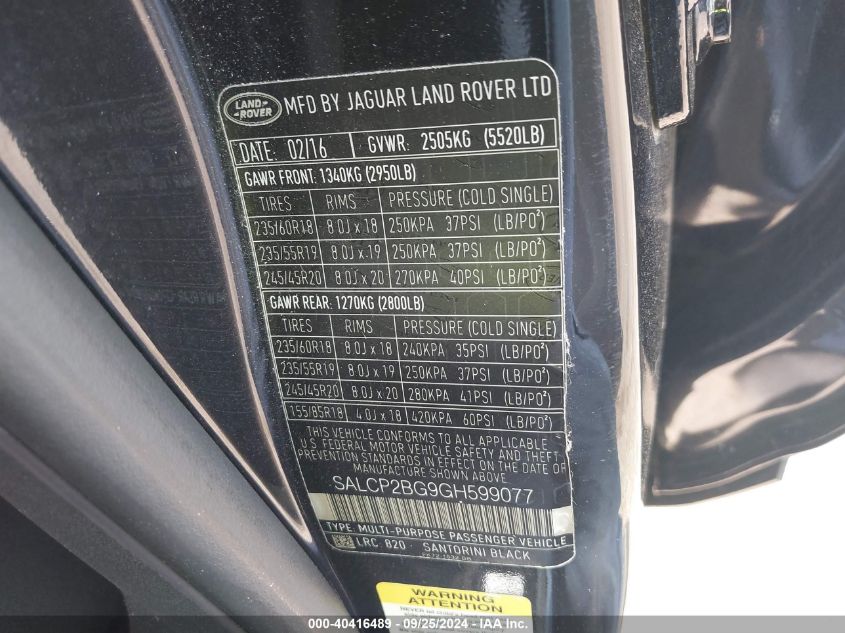 LAND ROVER
MFD BY JAGUAR LAND ROVER LTD
DATE: 02/16 GVWR: 2505KG (5520LB)
GAWR FRONT: 1340KG (2950LB)
TIRES RIMS PRESSURE (COLD SINGLE)
235/60R18 8.0J x 18 250KPA 37PSI (LB/PO²)
235/55R19 8.0J x 19 250KPA 37PSI (LB/PO²)
245/45R20 8.0J x 20 270KPA 40PSI (LB/PO²)
GAWR REAR: 1270KG (2800LB)
TIRES RIMS PRESSURE (COLD SINGLE)
235/60R18 8.0J x 18 240KPA 35PSI (LB/PO²)
235/55R19 8.0J x 19 250KPA 37PSI (LB/PO²)
245/45R20 8.0J x 20 280KPA 41PSI (LB/PO²)
155/85R18 4.0J x 18 420KPA 60PSI (LB/PO²)
THIS VEHICLE CONFORMS TO ALL APPLICABLE
U.S. FEDERAL MOTOR VEHICLE SAFETY AND THEFT
PREVENTION STANDARDS IN EFFECT ON THE DATE OF
MANUFACTURE SHOWN ABOVE.
SALCP2BG9GH599077
TYPE: MULTI-PURPOSE PASSENGER VEHICLE
LRC 820 SANTORINI BLACK
WARNING
ATTENTION
000-40416489 - 09/25/2024 - IAA Inc.